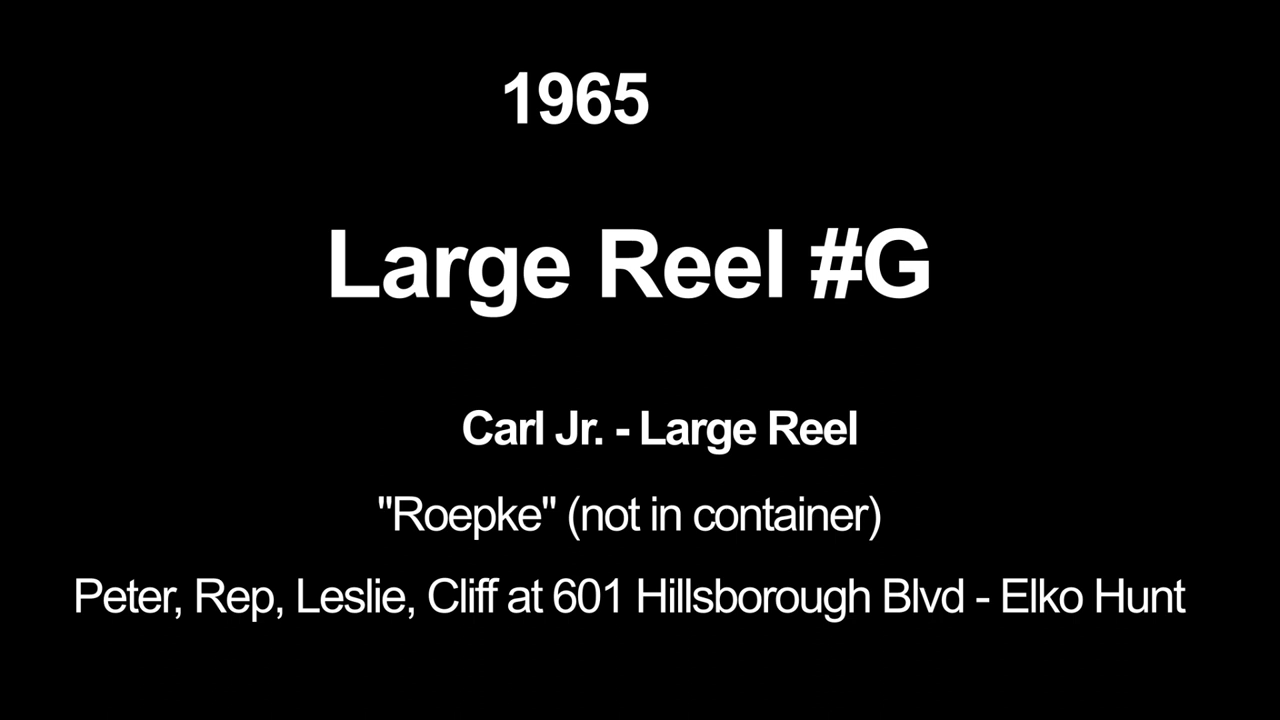 1965
Large Reel #G
Carl Jr. - Large Reel
"Roepke" (not in container)
Peter, Rep, Leslie, Cliff at 601 Hillsborough Blvd - Elko Hunt